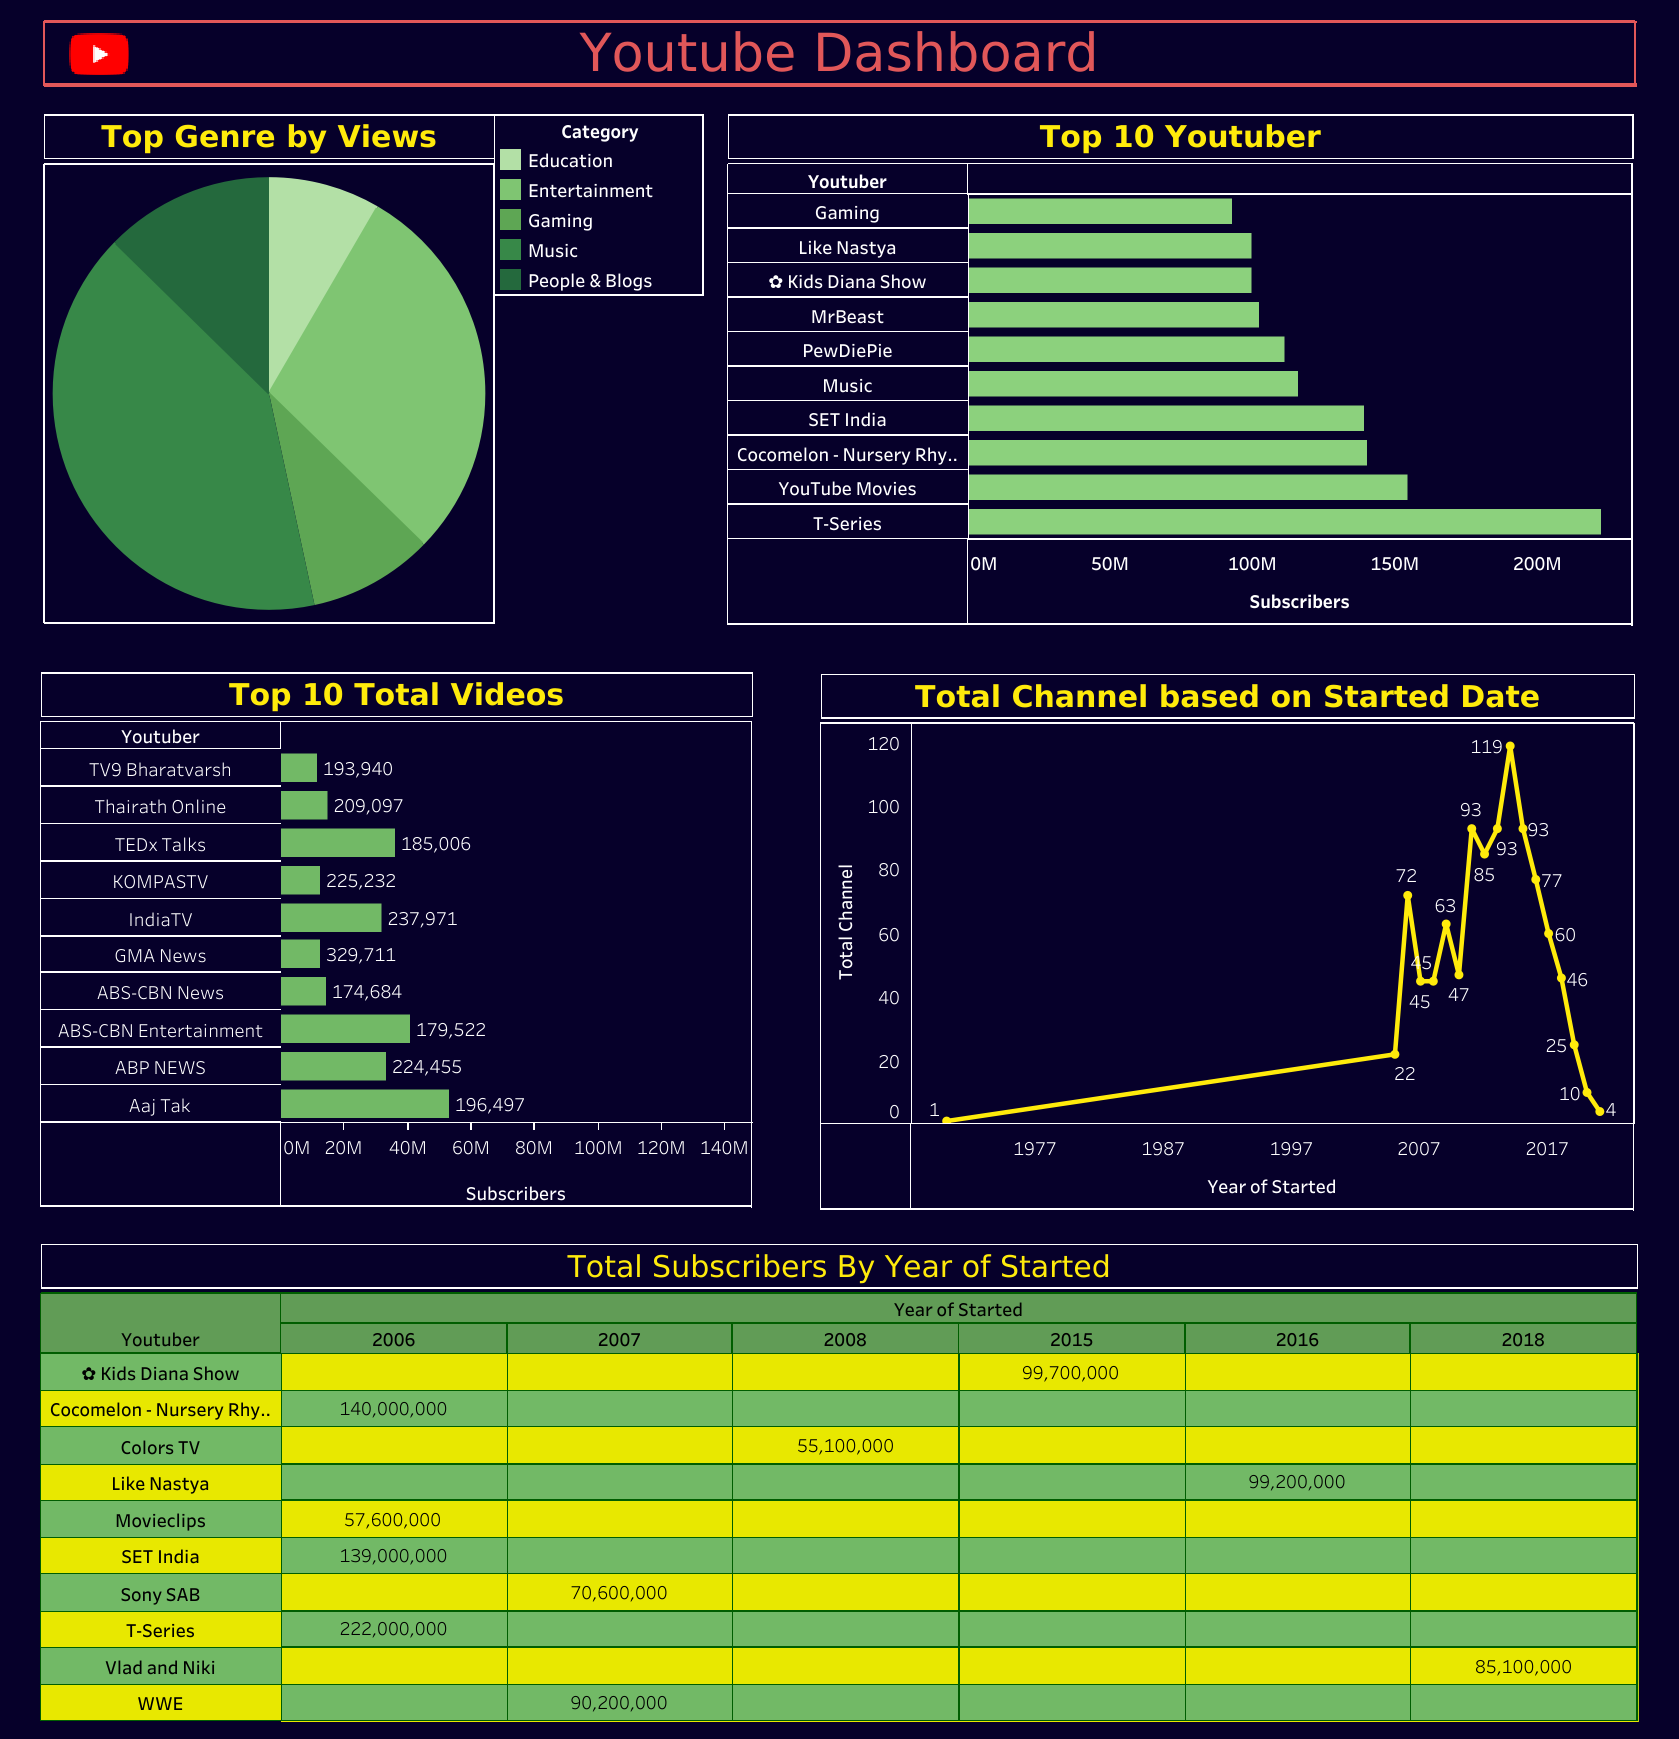 Youtube Dashboard
Top Genre by Views
Category
Education
Entertainment
Gaming
Music
People & Blogs
Top 10 Youtuber
Youtuber
Gaming
Like Nastya
✿ Kids Diana Show
MrBeast
PewDiePie
Music
SET India
Cocomelon - Nursery Rhy..
YouTube Movies
T-Series
0M 50M 100M 150M 200M
Subscribers
Top 10 Total Videos
Youtuber
TV9 Bharatvarsh 193,940
Thairath Online 209,097
TEDx Talks 185,006
KOMPASTV 225,232
IndiaTV 237,971
GMA News 329,711
ABS-CBN News 174,684
ABS-CBN Entertainment 179,522
ABP NEWS 224,455
Aaj Tak 196,497
0M 20M 40M 60M 80M 100M 120M 140M
Subscribers
Total Channel based on Started Date
Total Channel
120
100
80
60
40
20
0
1
22
72
45
45
63
47
93
85
93
119
93
77
60
46
25
10
4
1977 1987 1997 2007 2017
Year of Started
Total Subscribers By Year of Started
Year of Started
Youtuber 2006 2007 2008 2015 2016 2018
✿ Kids Diana Show 99,700,000
Cocomelon - Nursery Rhy.. 140,000,000
Colors TV 55,100,000
Like Nastya 99,200,000
Movieclips 57,600,000
SET India 139,000,000
Sony SAB 70,600,000
T-Series 222,000,000
Vlad and Niki 85,100,000
WWE 90,200,000